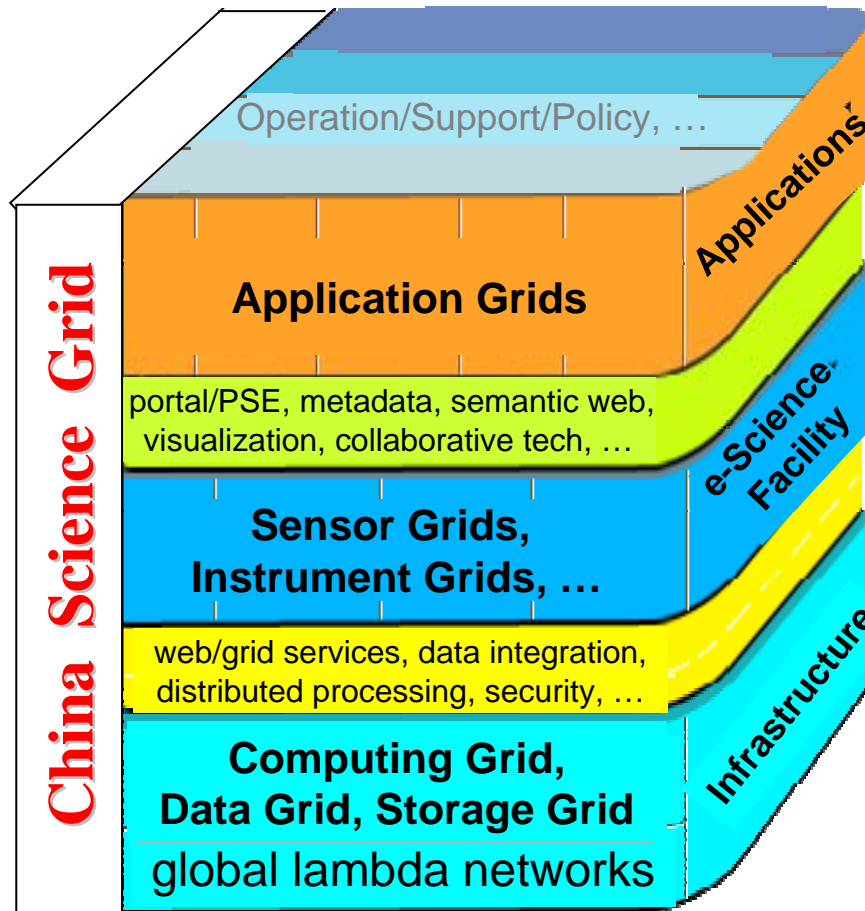 China Science Grid
Operation/Support/Policy, …
Applications
Application Grids
portal/PSE, metadata, semantic web,
visualization, collaborative tech, …
e-Science
Facility
Sensor Grids,
Instrument Grids, …
web/grid services, data integration,
distributed processing, security, …
Infrastructure
Computing Grid,
Data Grid, Storage Grid
global lambda networks